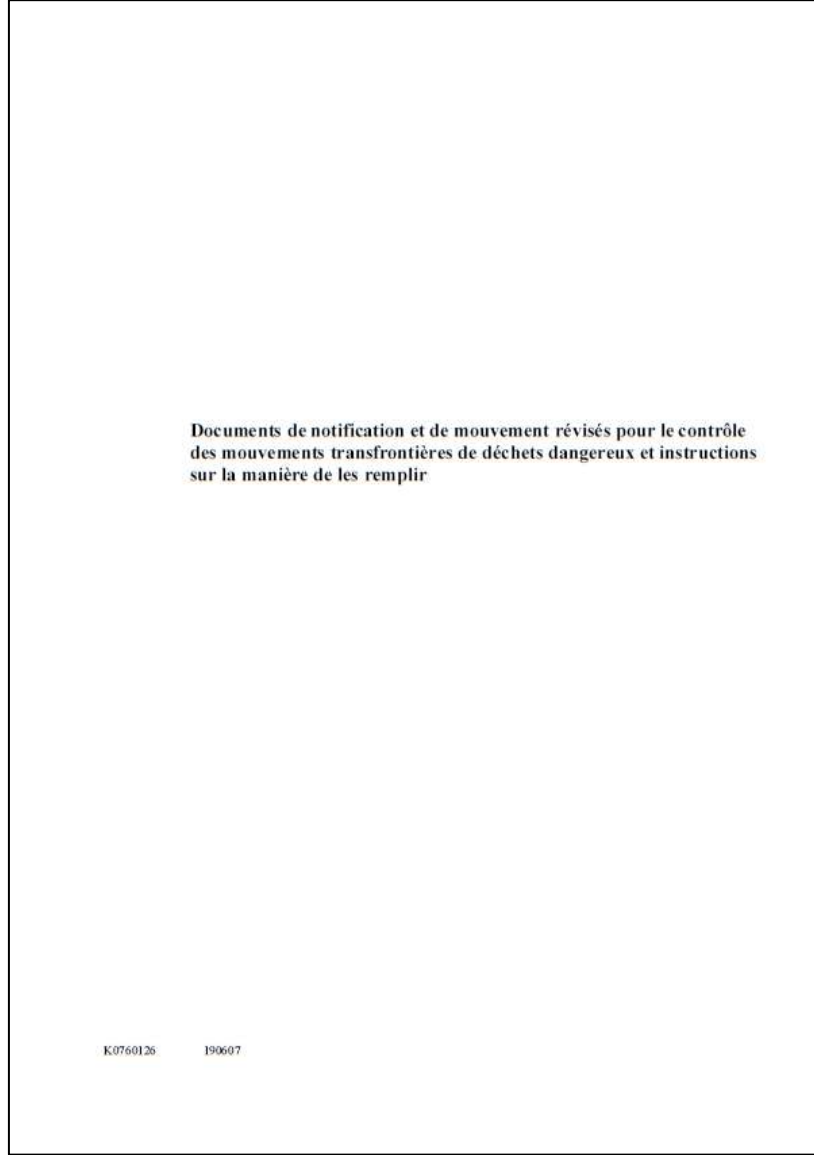 Documents de notification et de mouvement révisés pour le contrôle
des mouvements transfrontières de déchets dangereux et instructions
sur la manière de les remplir
K0760126 190607